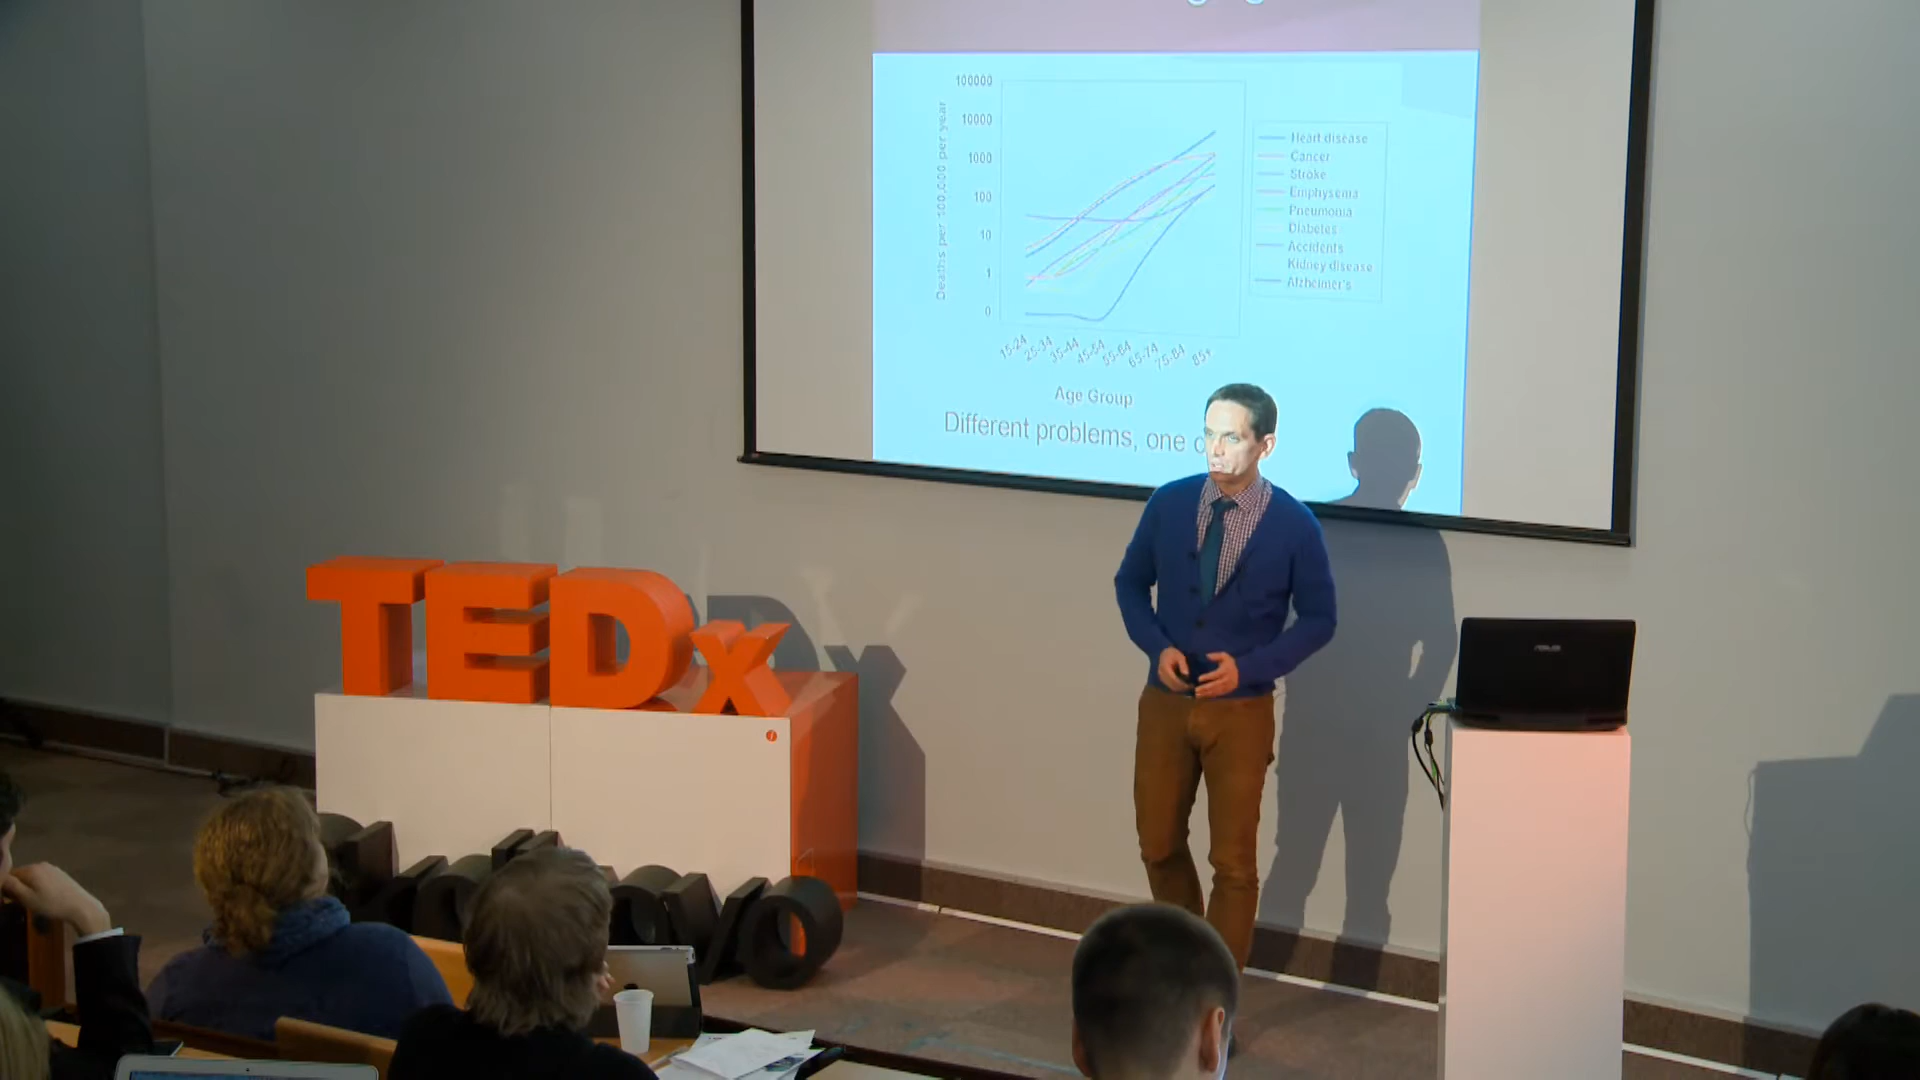 100000
10000
1000
100
10
1
0
Deaths per 100,000 per year
15-24
25-34
35-44
45-54
55-64
65-74
75-84
85+
Age Group
Heart disease
Cancer
Stroke
Emphysema
Pneumonia
Diabetes
Accidents
Kidney disease
Alzheimer's
Different problems, one
TEDx
ASUS